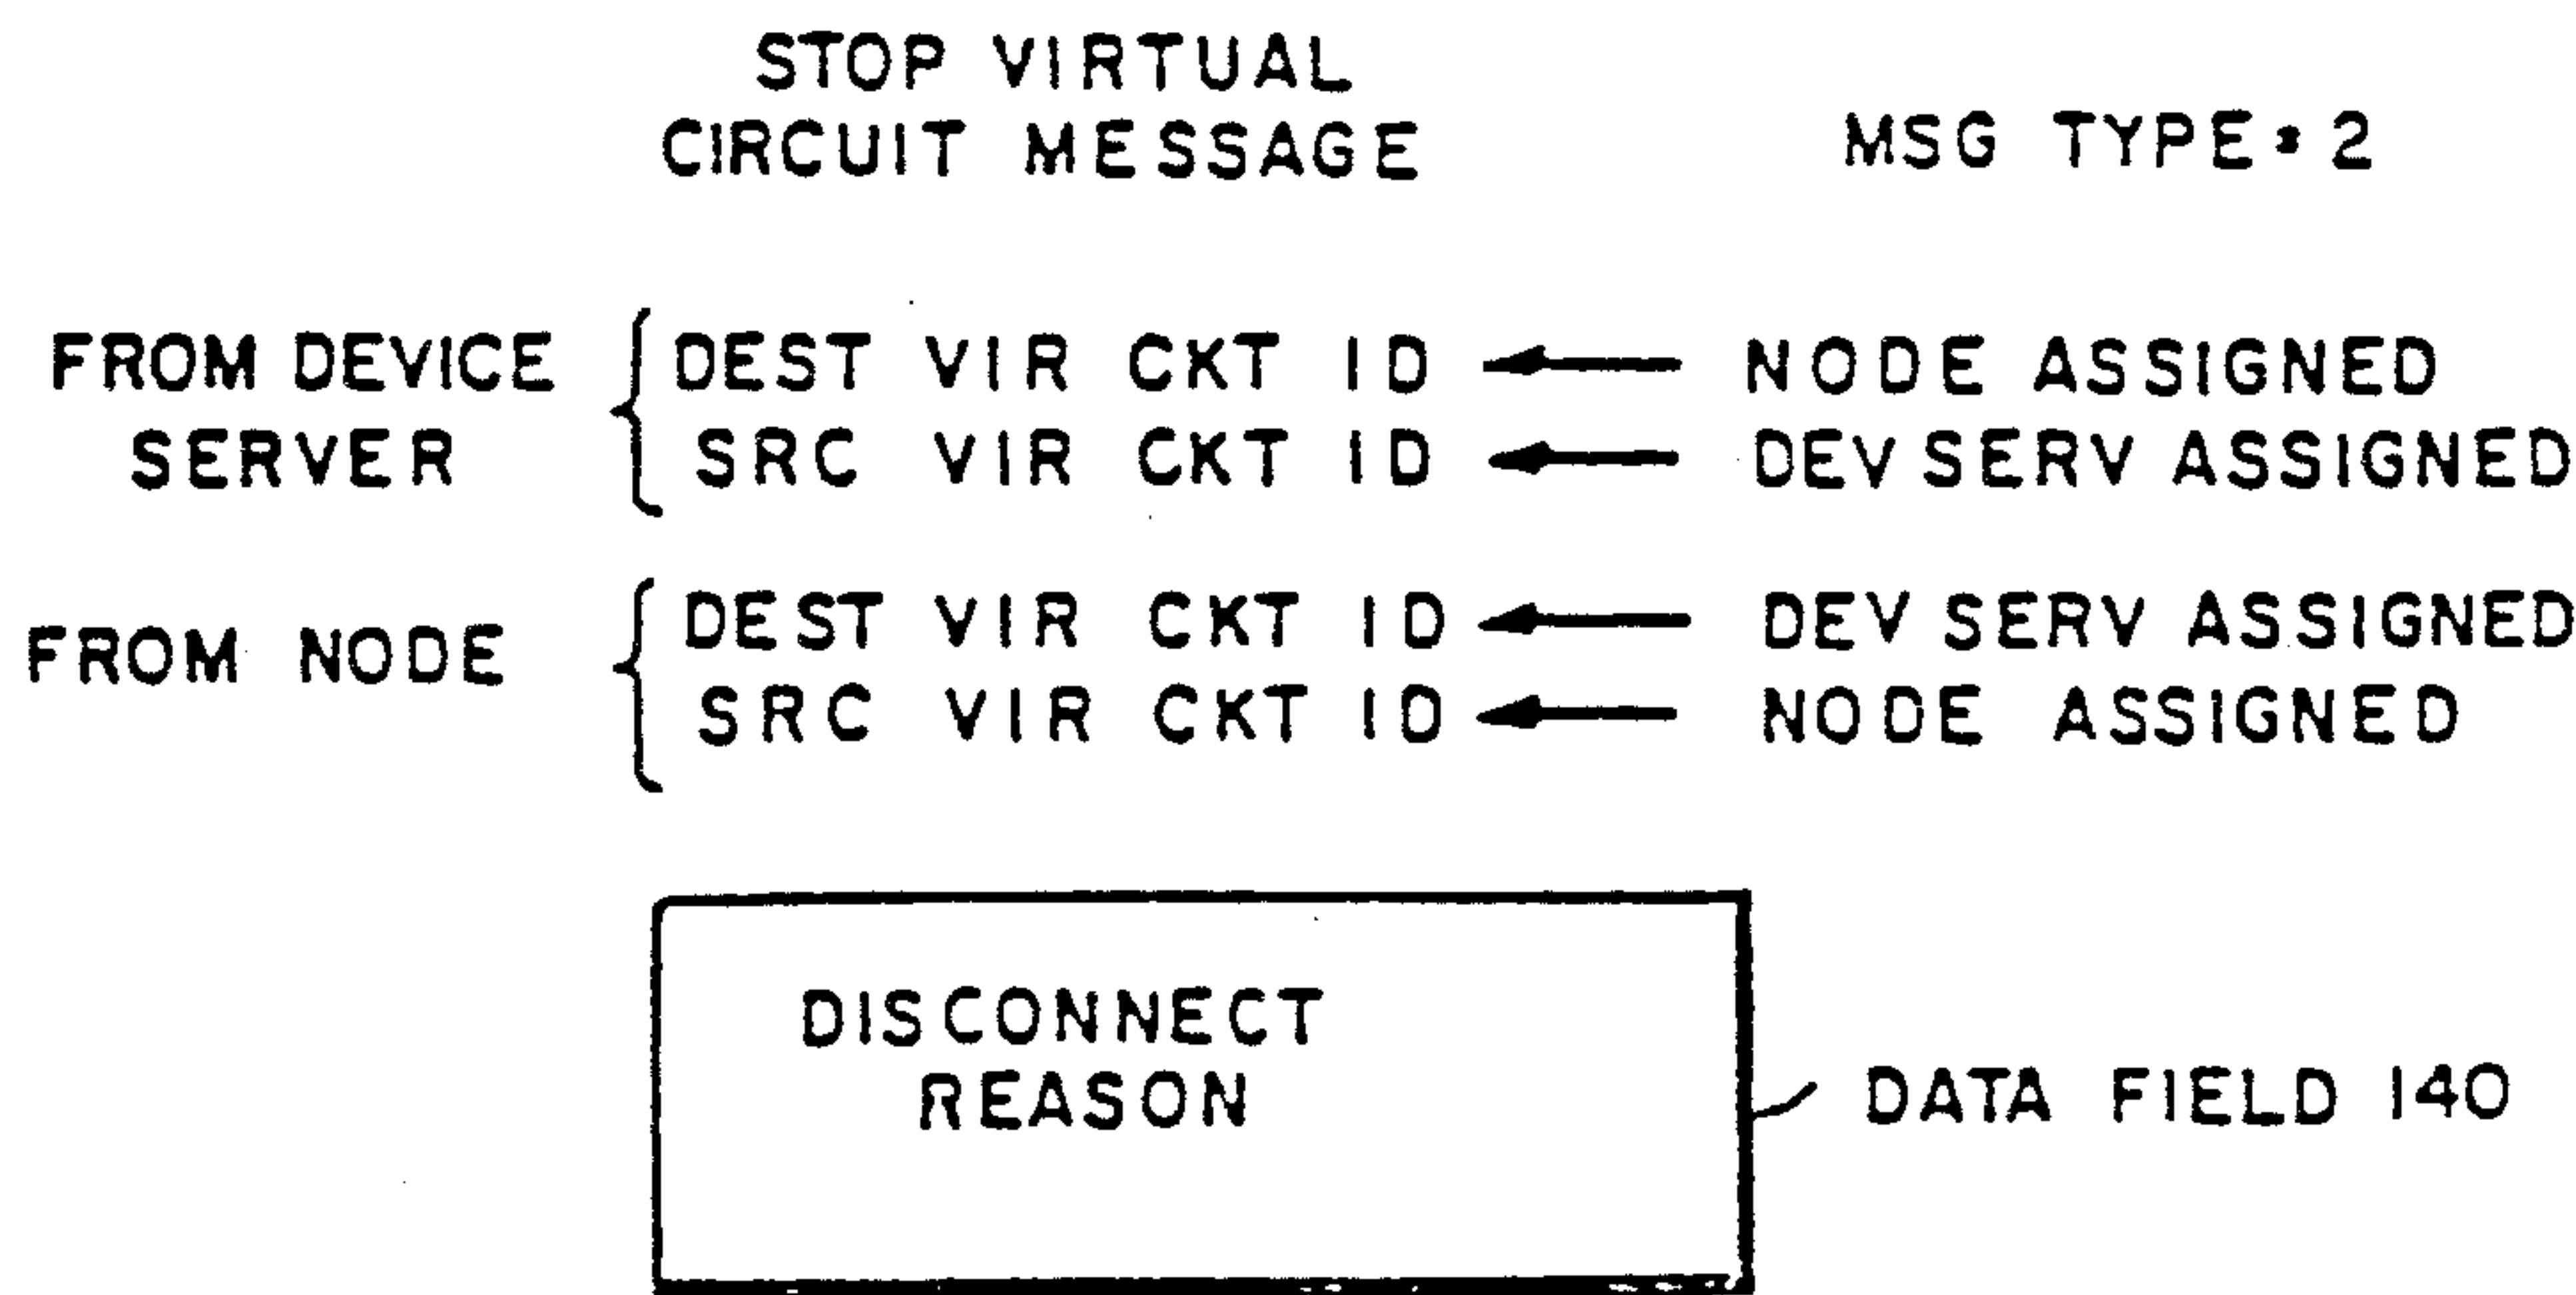 STOP VIRTUAL
CIRCUIT MESSAGE
MSG TYPE = 2
FROM DEVICE
SERVER
DEST VIR CKT ID
NODE ASSIGNED
SRC VIR CKT ID
DEV SERV ASSIGNED
FROM NODE
DEST VIR CKT ID
DEV SERV ASSIGNED
SRC VIR CKT ID
NODE ASSIGNED
DISCONNECT
REASON
DATA FIELD 140